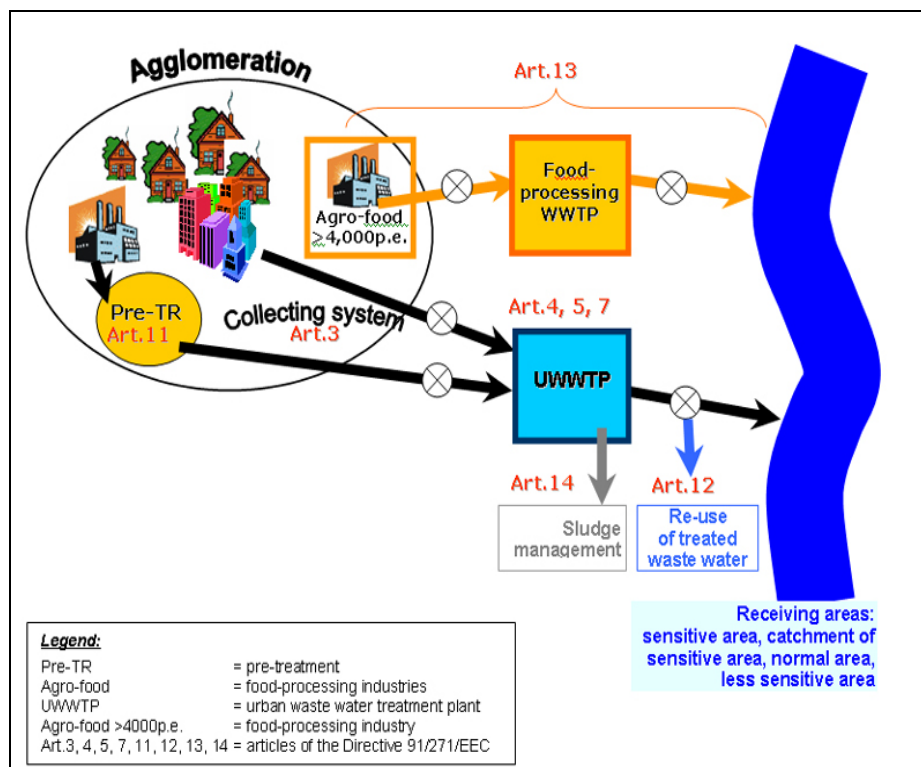 Agglomeration
Art.13
Agro-food
>4,000p.e.
Food-
processing
WWTP
Pre-TR
Art.11
Collecting system
Art.3
Art.4, 5, 7
UWWTP
Art.14
Sludge
management
Art.12
Re-use
of treated
waste water
Receiving areas:
sensitive area, catchment of
sensitive area, normal area,
less sensitive area
Legend:
Pre-TR = pre-treatment
Agro-food = food-processing industries
UWWTP = urban waste water treatment plant
Agro-food >4000p.e. = food-processing industry
Art.3, 4, 5, 7, 11, 12, 13, 14 = articles of the Directive 91/271/EEC